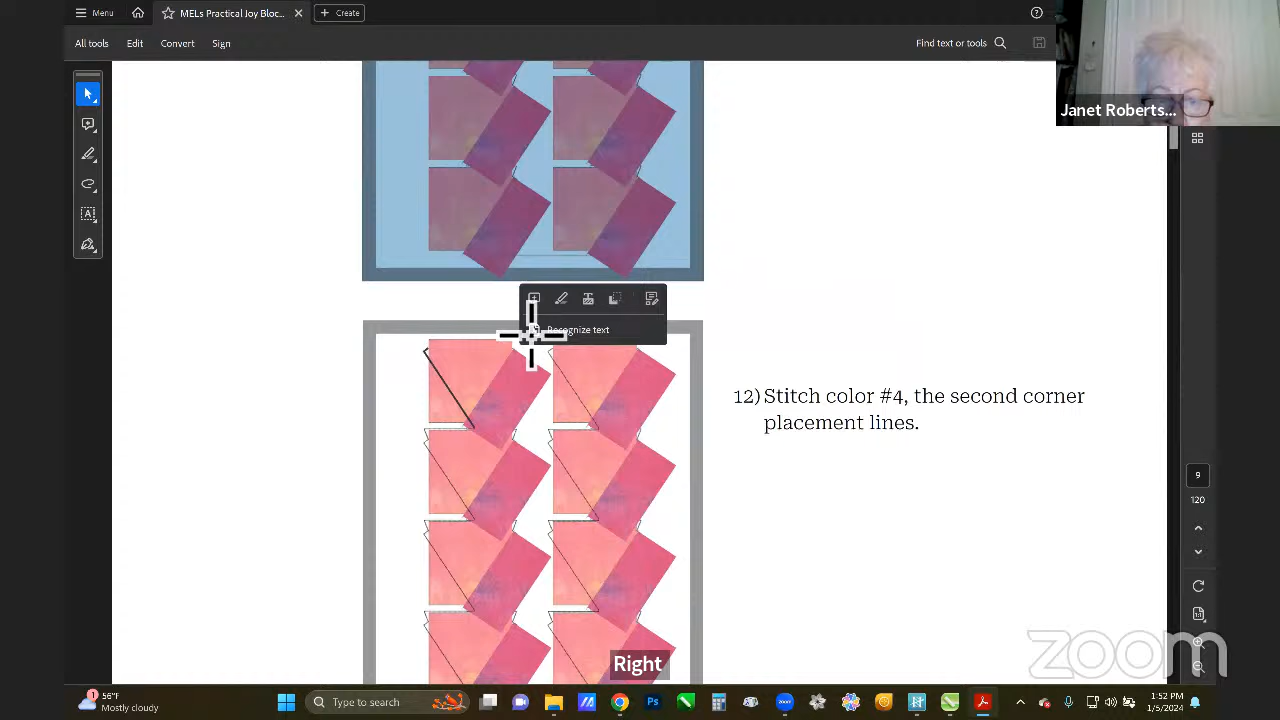 Menu
MELs Practical Joy Bloc...
Create
All tools
Edit
Convert
Sign
Find text or tools
Janet Roberts...
Recognize text
12) Stitch color #4, the second corner
placement lines.
9
120
Right
zoom
1
56°F
Mostly cloudy
Type to search
1:52 PM
1/5/2024